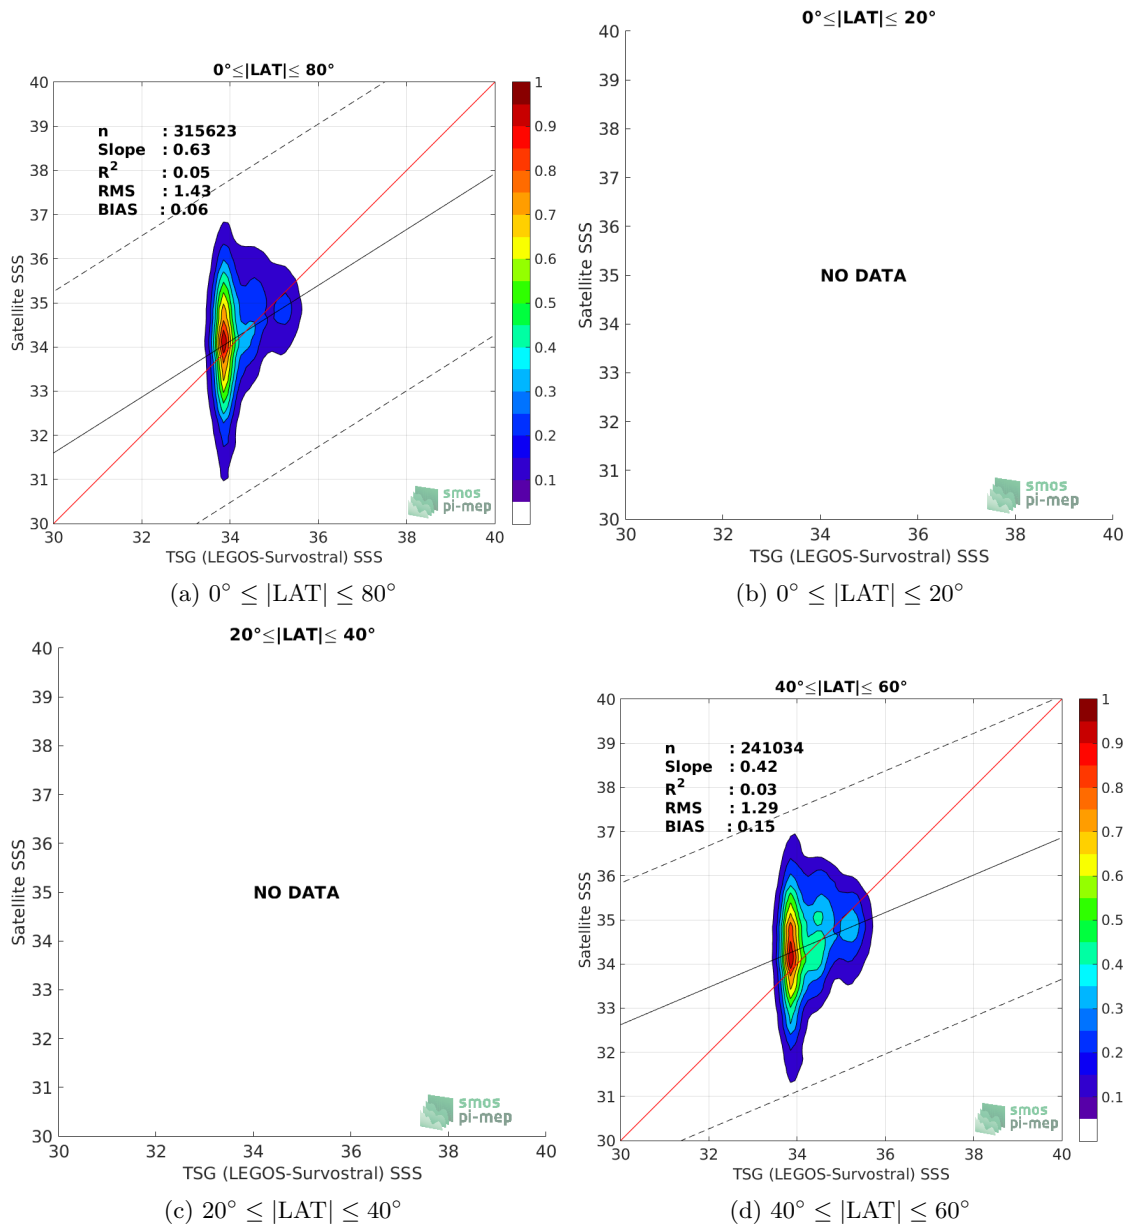 0°≤|LAT|≤ 80°
40
39
38
37
36
35
34
33
32
31
30
Satellite SSS
n : 315623
Slope : 0.63
R² : 0.05
RMS : 1.43
BIAS : 0.06
1
0.9
0.8
0.7
0.6
0.5
0.4
0.3
0.2
0.1
smos
pi-mep
30 32 34 36 38 40
TSG (LEGOS-Survostral) SSS
(a) 0° ≤ |LAT| ≤ 80°
0°≤|LAT|≤ 20°
40
39
38
37
36
35
34
33
32
31
30
Satellite SSS
NO DATA
smos
pi-mep
30 32 34 36 38 40
TSG (LEGOS-Survostral) SSS
(b) 0° ≤ |LAT| ≤ 20°
20°≤|LAT|≤ 40°
40
39
38
37
36
35
34
33
32
31
30
Satellite SSS
NO DATA
smos
pi-mep
30 32 34 36 38 40
TSG (LEGOS-Survostral) SSS
(c) 20° ≤ |LAT| ≤ 40°
40°≤|LAT|≤ 60°
40
39
38
37
36
35
34
33
32
31
30
Satellite SSS
n : 241034
Slope : 0.42
R² : 0.03
RMS : 1.29
BIAS : 0.15
1
0.9
0.8
0.7
0.6
0.5
0.4
0.3
0.2
0.1
smos
pi-mep
30 32 34 36 38 40
TSG (LEGOS-Survostral) SSS
(d) 40° ≤ |LAT| ≤ 60°